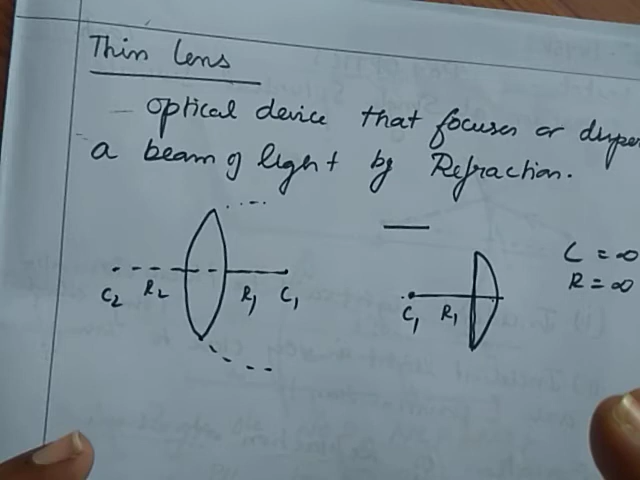 Thin lens
optical device that focuses or disper
a beam of light by Refraction.
C₂ R₂ R₁ C₁
C₁ R₁
C = ∞
R = ∞